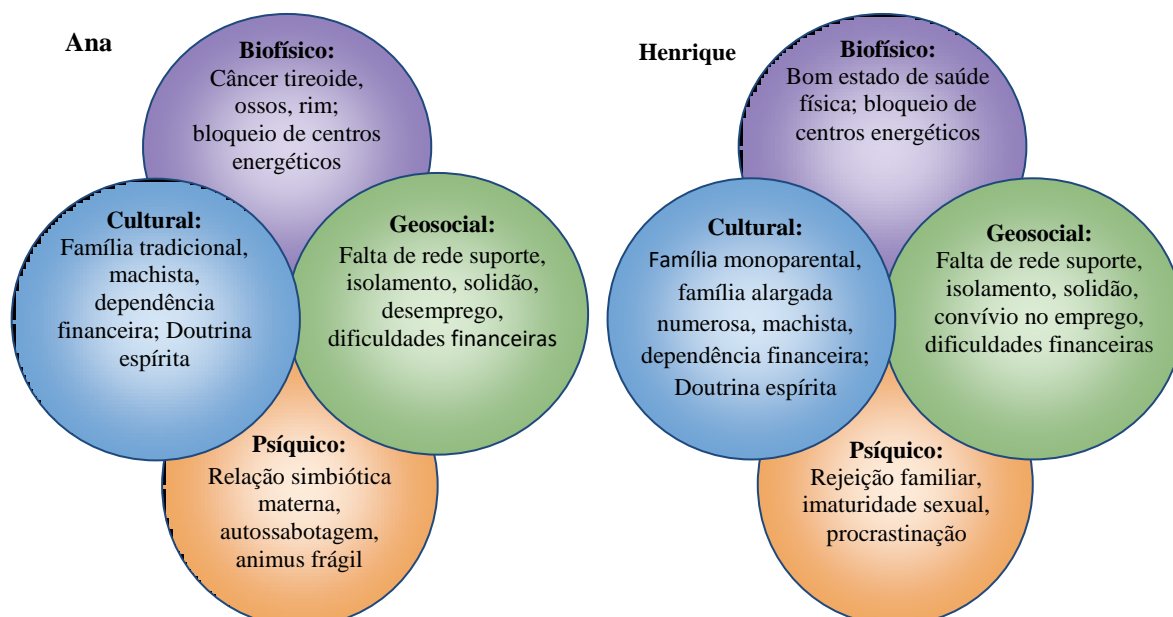 Ana
Biofísico:
Câncer tireoide,
ossos, rim;
bloqueio de centros
energéticos
Cultural:
Família tradicional,
machista,
dependência
financeira; Doutrina
espírita
Geosocial:
Falta de rede suporte,
isolamento, solidão,
desemprego,
dificuldades financeiras
Psíquico:
Relação simbiótica
materna,
autossabotagem,
animus frágil
Henrique
Biofísico:
Bom estado de saúde
física; bloqueio de
centros energéticos
Cultural:
Família monoparental,
família alargada
numerosa, machista,
dependência financeira;
Doutrina espírita
Geosocial:
Falta de rede suporte,
isolamento, solidão,
convívio no emprego,
dificuldades financeiras
Psíquico:
Rejeição familiar,
imaturidade sexual,
procrastinação